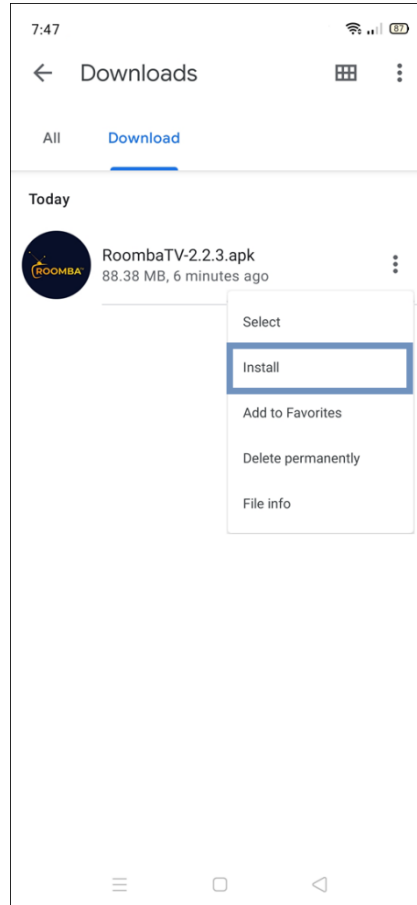 7:47
87
Downloads
All Download
Today
ROOMBA
RoombaTV-2.2.3.apk
88.38 MB, 6 minutes ago
Select
Install
Add to Favorites
Delete permanently
File info